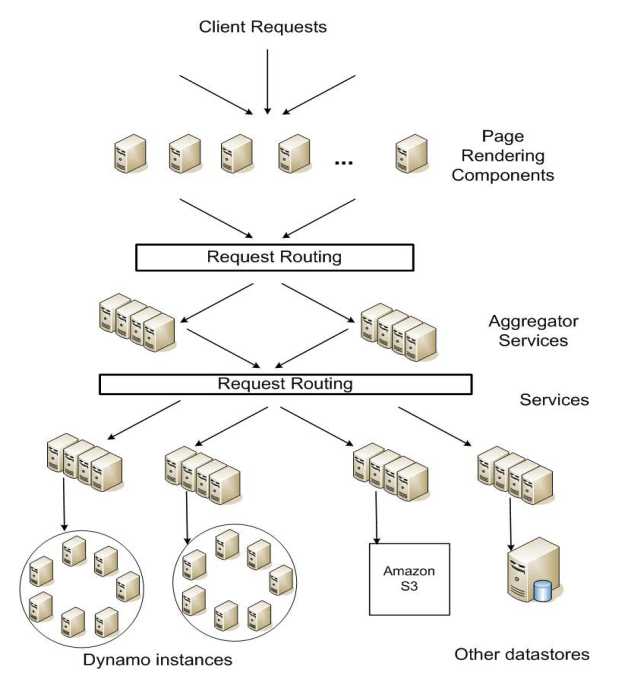 Client Requests
Page
Rendering
Components
...
Request Routing
Aggregator
Services
Request Routing
Services
Amazon
S3
Dynamo instances
Other datastores